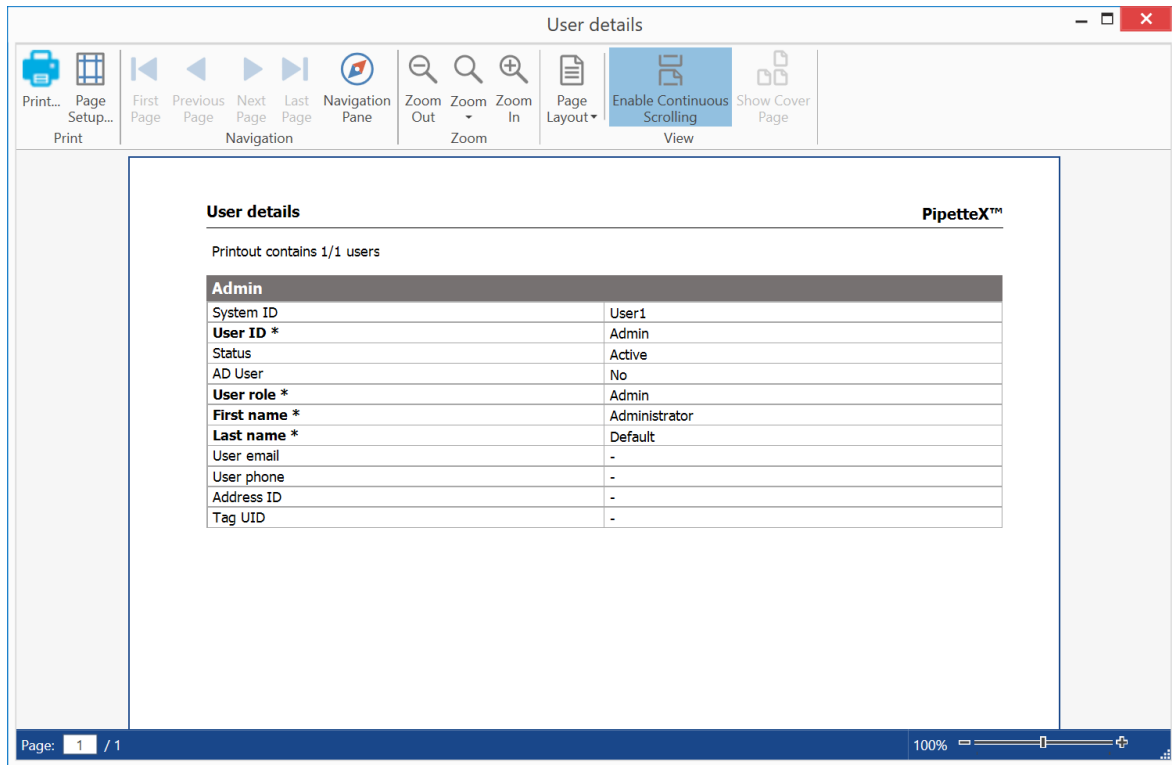 User details
Print... Page Setup... First Page Previous Page Next Page Last Page Navigation Pane Zoom Out Zoom Zoom In Page Layout Enable Continuous Scrolling Show Cover Page
Print Navigation Zoom View
User details PipetteX™
Printout contains 1/1 users
Admin
System ID User1
User ID * Admin
Status Active
AD User No
User role * Admin
First name * Administrator
Last name * Default
User email -
User phone -
Address ID -
Tag UID -
Page: 1 / 1 100%